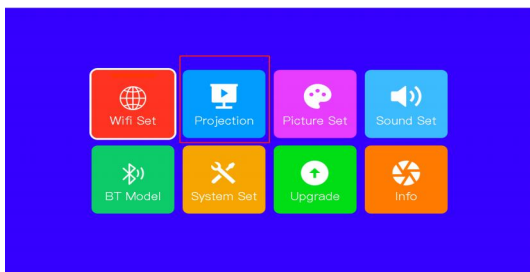 Wifi Set
Projection
Picture Set
Sound Set
BT Model
System Set
Upgrade
Info